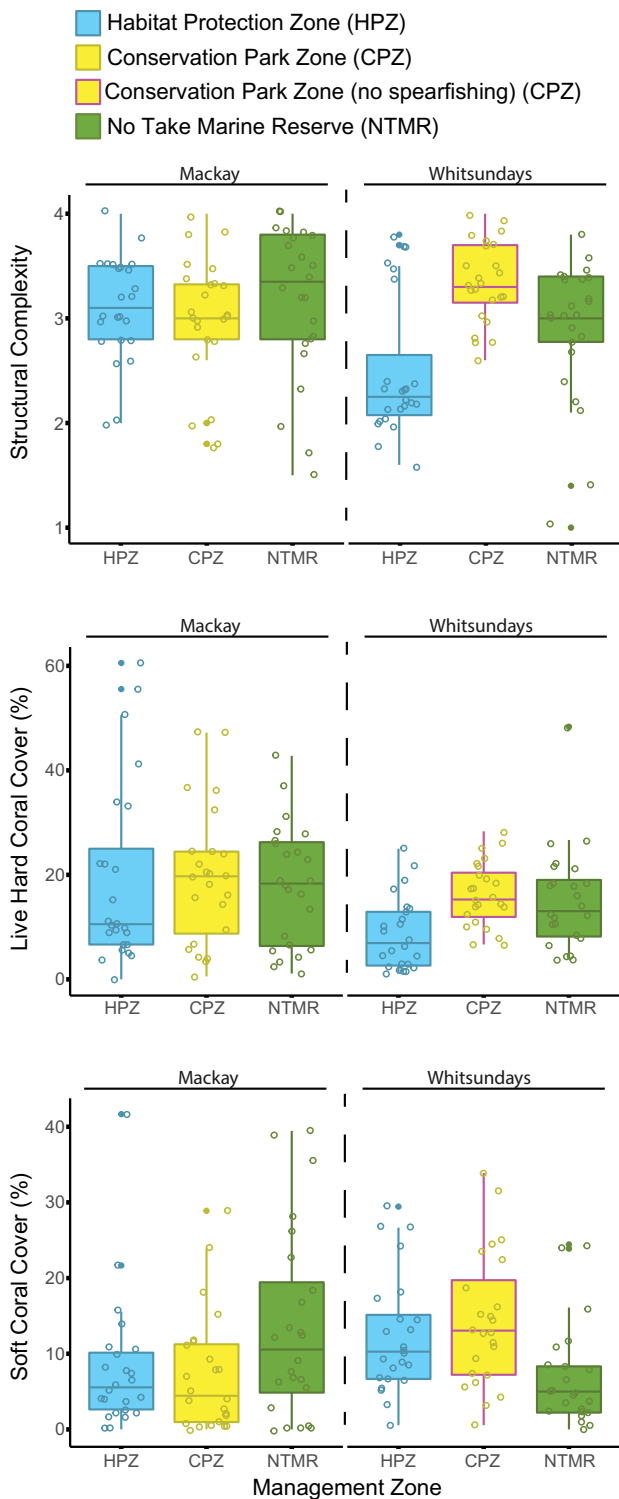 Habitat Protection Zone (HPZ)
Conservation Park Zone (CPZ)
Conservation Park Zone (no spearfishing) (CPZ)
No Take Marine Reserve (NTMR)
Mackay Whitsundays
Structural Complexity
4
3
2
1
HPZ CPZ NTMR HPZ CPZ NTMR
Mackay Whitsundays
Live Hard Coral Cover (%)
60
40
20
0
HPZ CPZ NTMR HPZ CPZ NTMR
Mackay Whitsundays
Soft Coral Cover (%)
40
30
20
10
0
HPZ CPZ NTMR HPZ CPZ NTMR
Management Zone